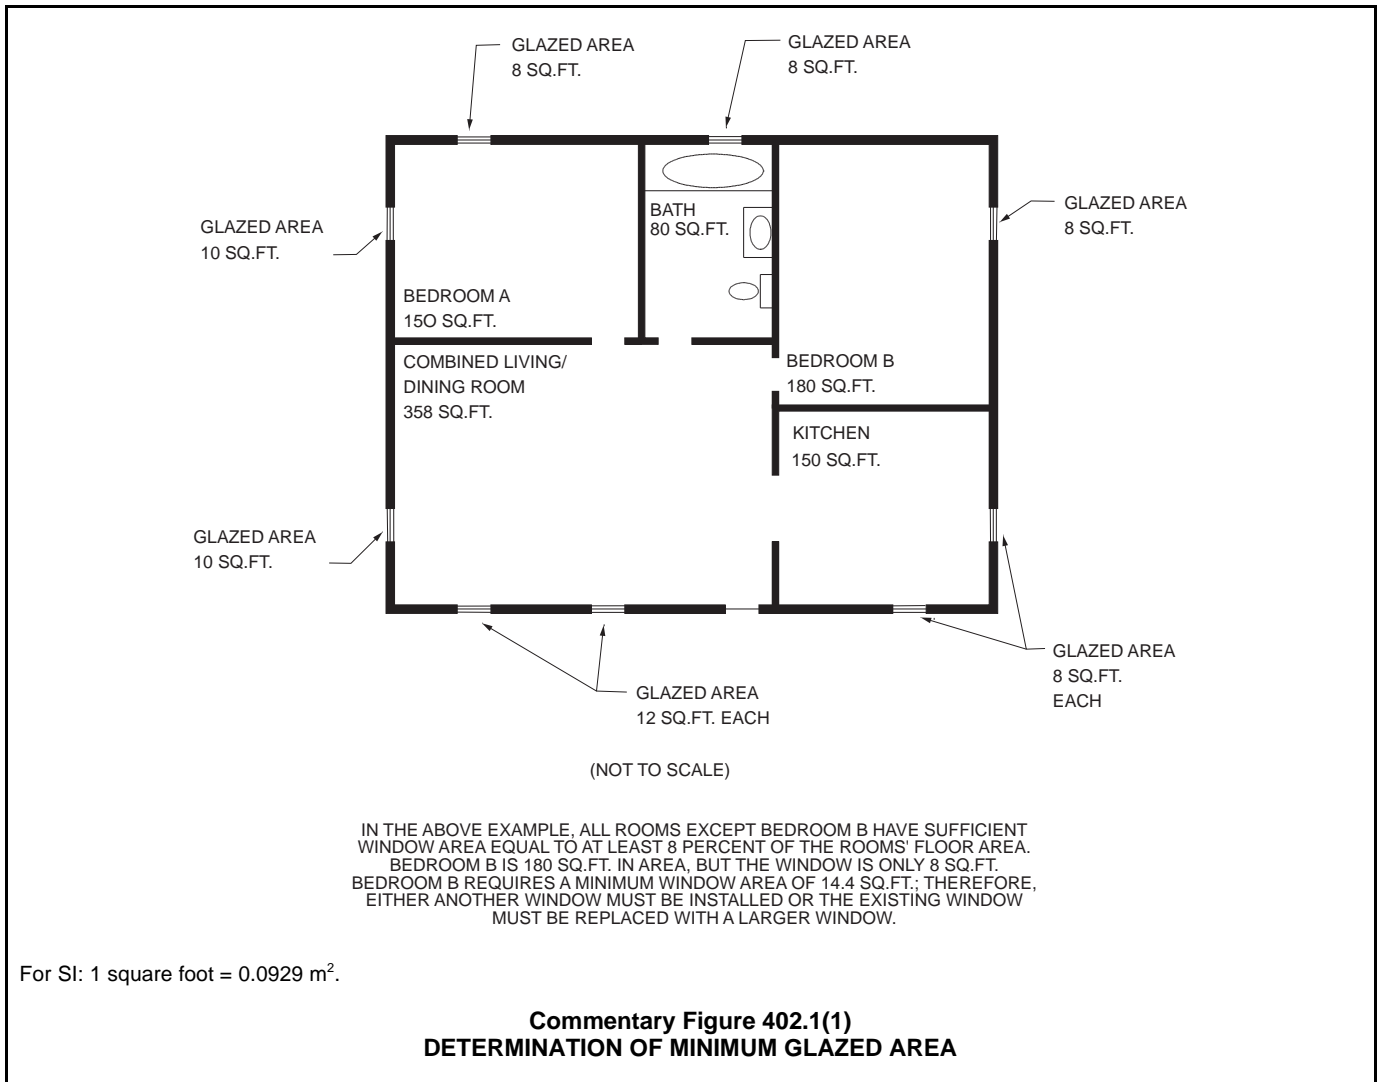 GLAZED AREA
8 SQ.FT.
GLAZED AREA
8 SQ.FT.
GLAZED AREA
10 SQ.FT.
BATH
80 SQ.FT.
GLAZED AREA
8 SQ.FT.
BEDROOM A
15O SQ.FT.
COMBINED LIVING/
DINING ROOM
358 SQ.FT.
BEDROOM B
180 SQ.FT.
KITCHEN
150 SQ.FT.
GLAZED AREA
10 SQ.FT.
GLAZED AREA
12 SQ.FT. EACH
GLAZED AREA
8 SQ.FT.
EACH
(NOT TO SCALE)
IN THE ABOVE EXAMPLE, ALL ROOMS EXCEPT BEDROOM B HAVE SUFFICIENT
WINDOW AREA EQUAL TO AT LEAST 8 PERCENT OF THE ROOMS' FLOOR AREA.
BEDROOM B IS 180 SQ.FT. IN AREA, BUT THE WINDOW IS ONLY 8 SQ.FT.
BEDROOM B REQUIRES A MINIMUM WINDOW AREA OF 14.4 SQ.FT.; THEREFORE,
EITHER ANOTHER WINDOW MUST BE INSTALLED OR THE EXISTING WINDOW
MUST BE REPLACED WITH A LARGER WINDOW.
For SI: 1 square foot = 0.0929 m².
Commentary Figure 402.1(1)
DETERMINATION OF MINIMUM GLAZED AREA